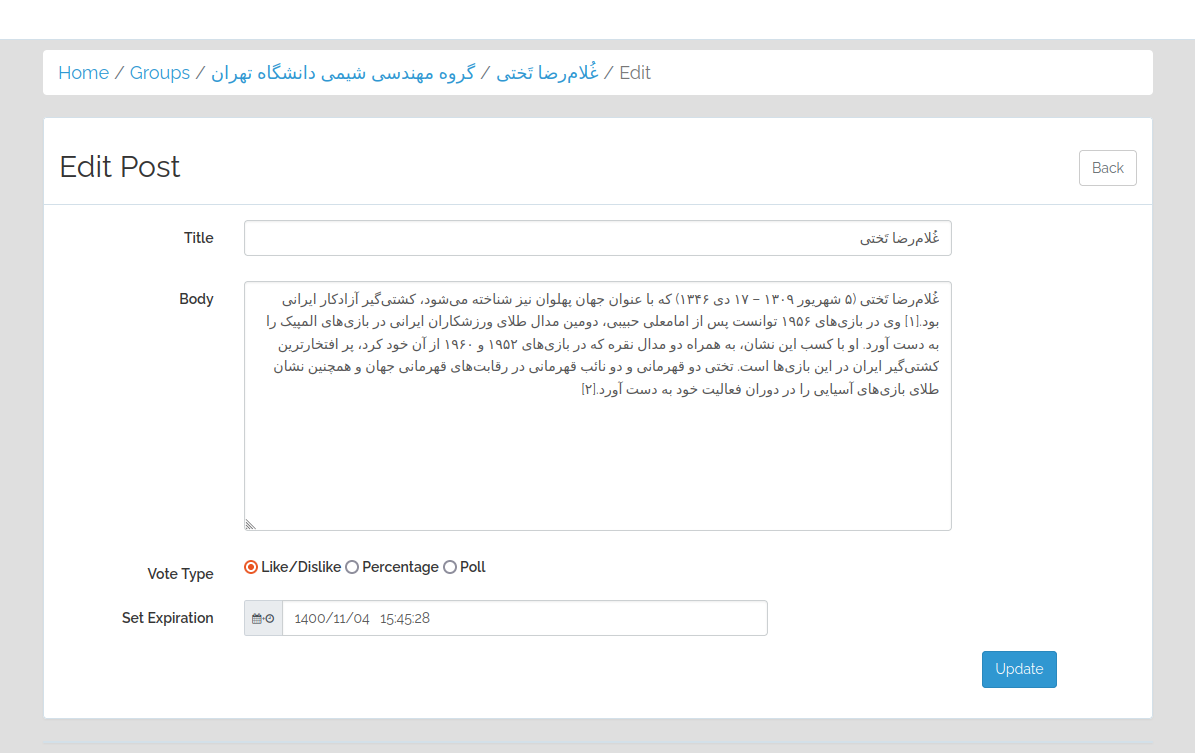 Home / Groups / گروه مهندسی شیمی دانشگاه تهران / غُلام‌رضا تَختی / Edit
Edit Post
Back
Title
غُلام‌رضا تَختی
Body
غُلام‌رضا تَختی (۵ شهریور ۱۳۰۹ – ۱۷ دی ۱۳۴۶) که با عنوان جهان پهلوان نیز شناخته می‌شود، کشتی‌گیر آزادکار ایرانی
بود.[۱] وی در بازی‌های ۱۹۵۶ توانست پس از امامعلی حبیبی، دومین مدال طلای ورزشکاران ایرانی در بازی‌های المپیک را
به دست آورد. او با کسب این نشان، به همراه دو مدال نقره که در بازی‌های ۱۹۵۲ و ۱۹۶۰ از آن خود کرد، پر افتخارترین
کشتی‌گیر ایران در این بازی‌ها است. تختی دو قهرمانی و دو نائب قهرمانی در رقابت‌های قهرمانی جهان و همچنین نشان
طلای بازی‌های آسیایی را در دوران فعالیت خود به دست آورد.[۲]
Vote Type
Like/Dislike Percentage Poll
Set Expiration
1400/11/04 15:45:28
Update